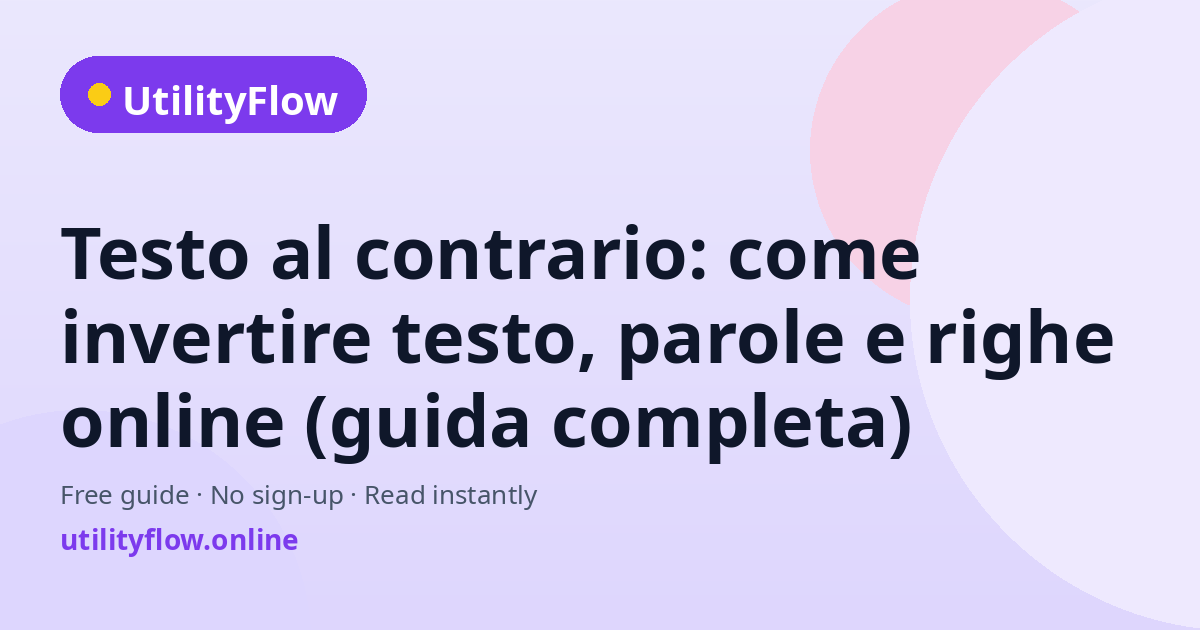 UtilityFlow
Testo al contrario: come
invertire testo, parole e righe
online (guida completa)
Free guide · No sign-up · Read instantly
utilityflow.online